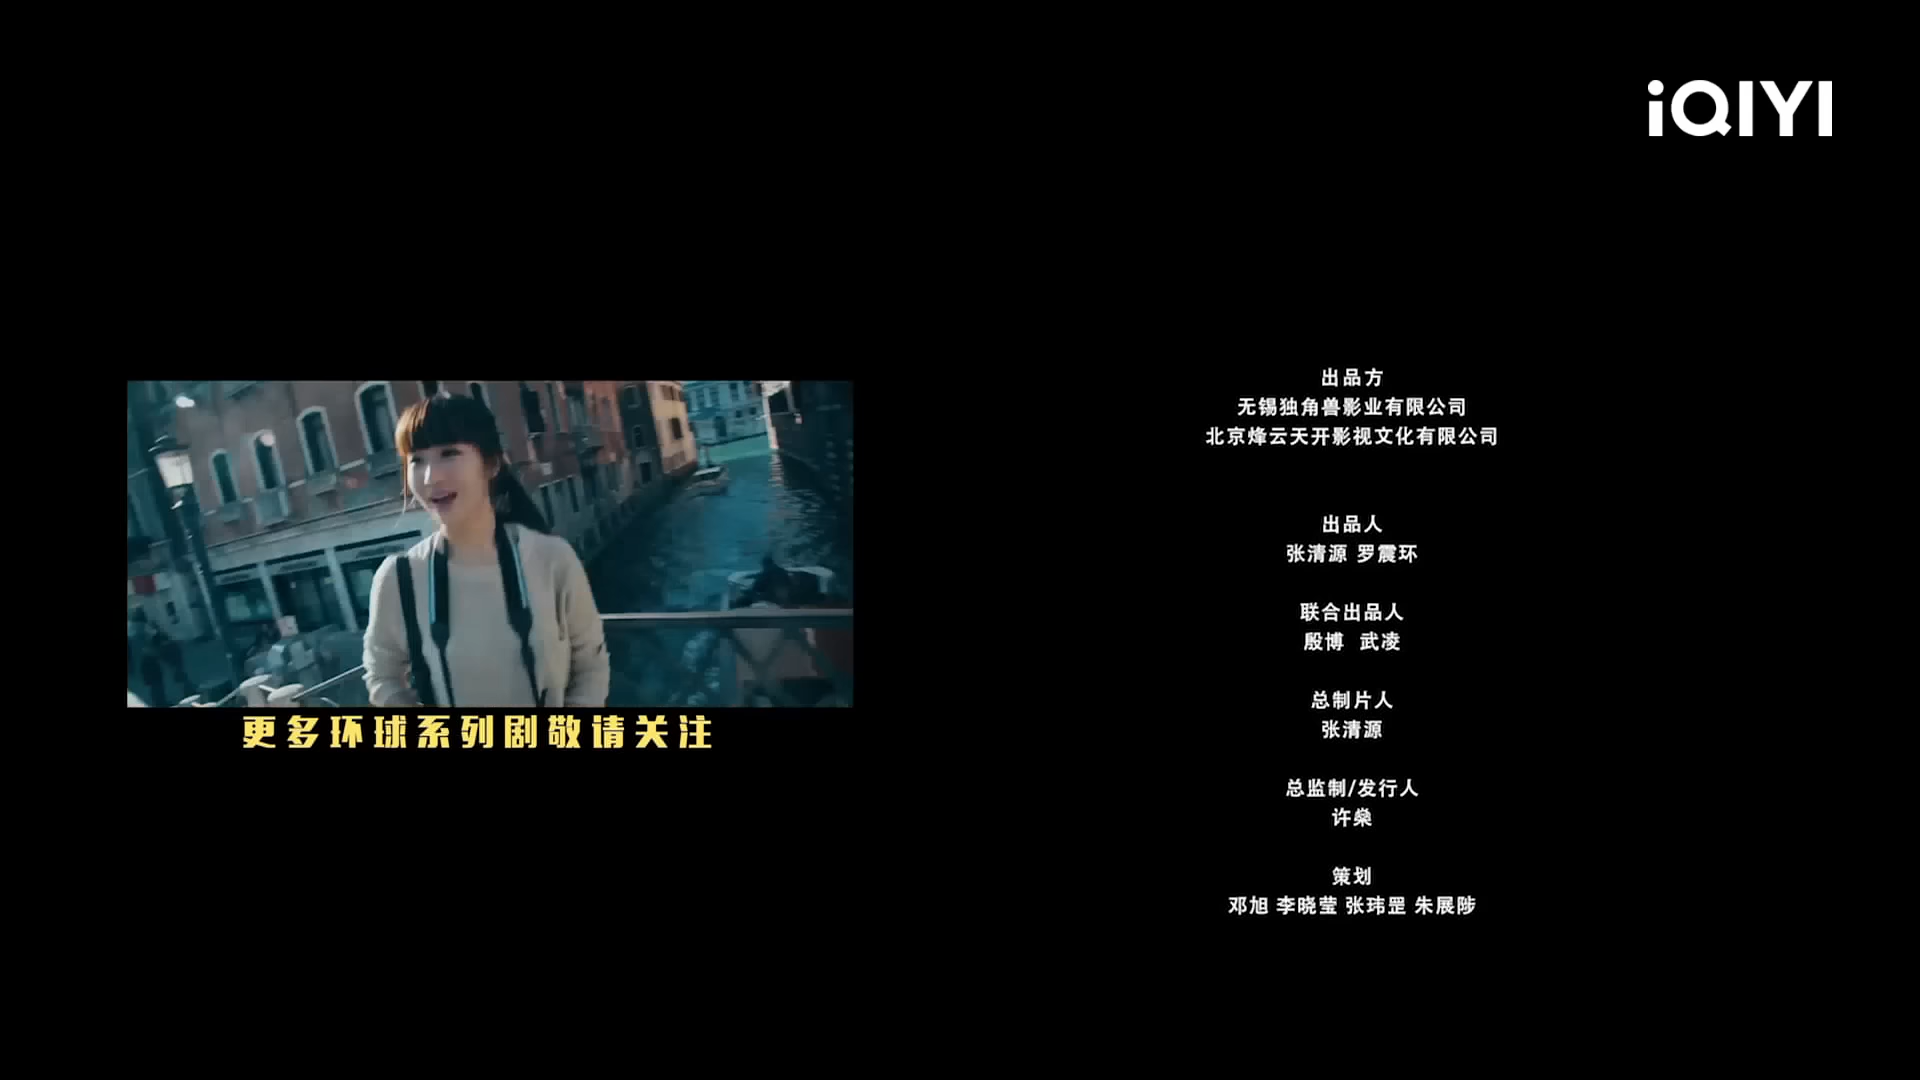 iQIYI
更多环球系列剧敬请关注
出品方
无锡独角兽影业有限公司
北京烽云天开影视文化有限公司
出品人
张清源 罗震环
联合出品人
殷博 武凌
总制片人
张清源
总监制/发行人
许燊
策划
邓旭 李晓莹 张玮罡 朱展陟